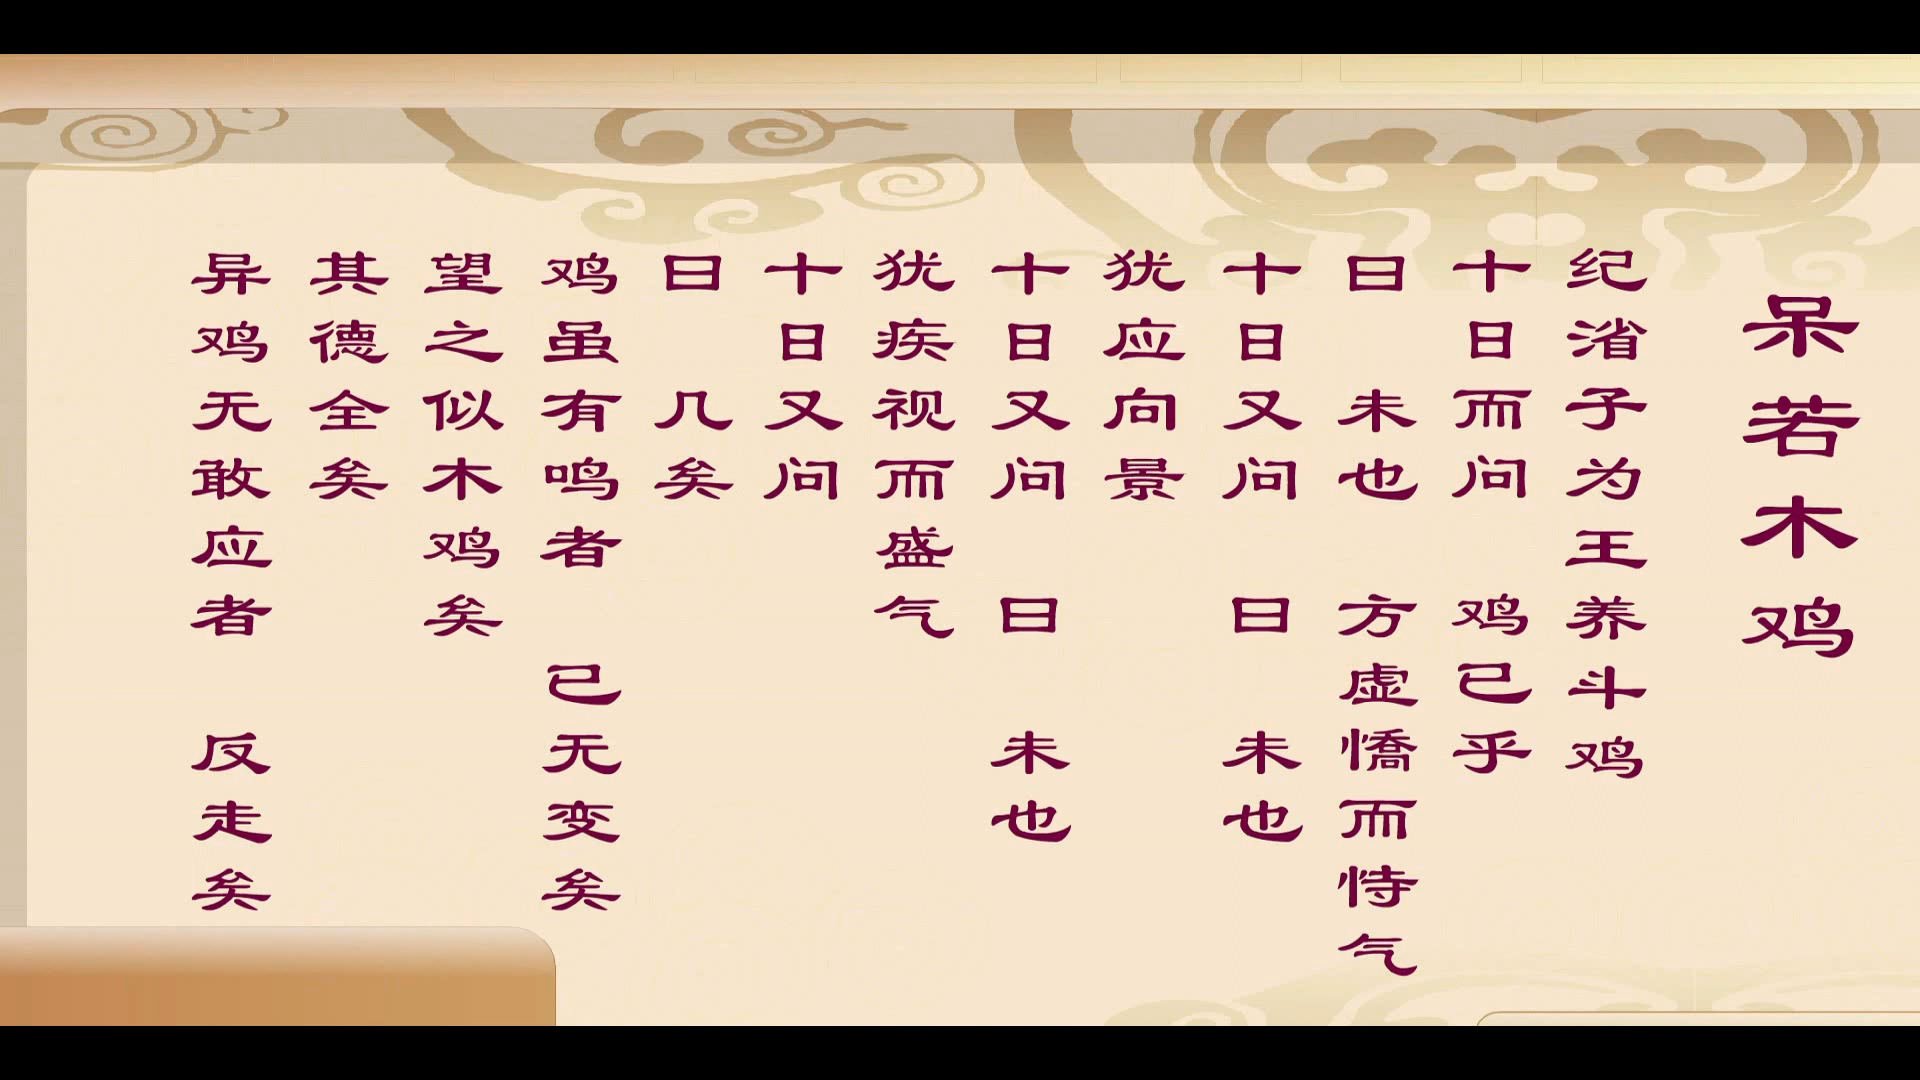 呆若木鸡
纪渻子为王养斗鸡
十日而问 鸡已乎
曰 未也 方虚憍而恃气
十日又问 曰 未也
犹应向景
十日又问 曰 未也
犹疾视而盛气
十日又问
曰 几矣
鸡虽有鸣者 已无变矣
望之似木鸡矣
其德全矣
异鸡无敢应者 反走矣